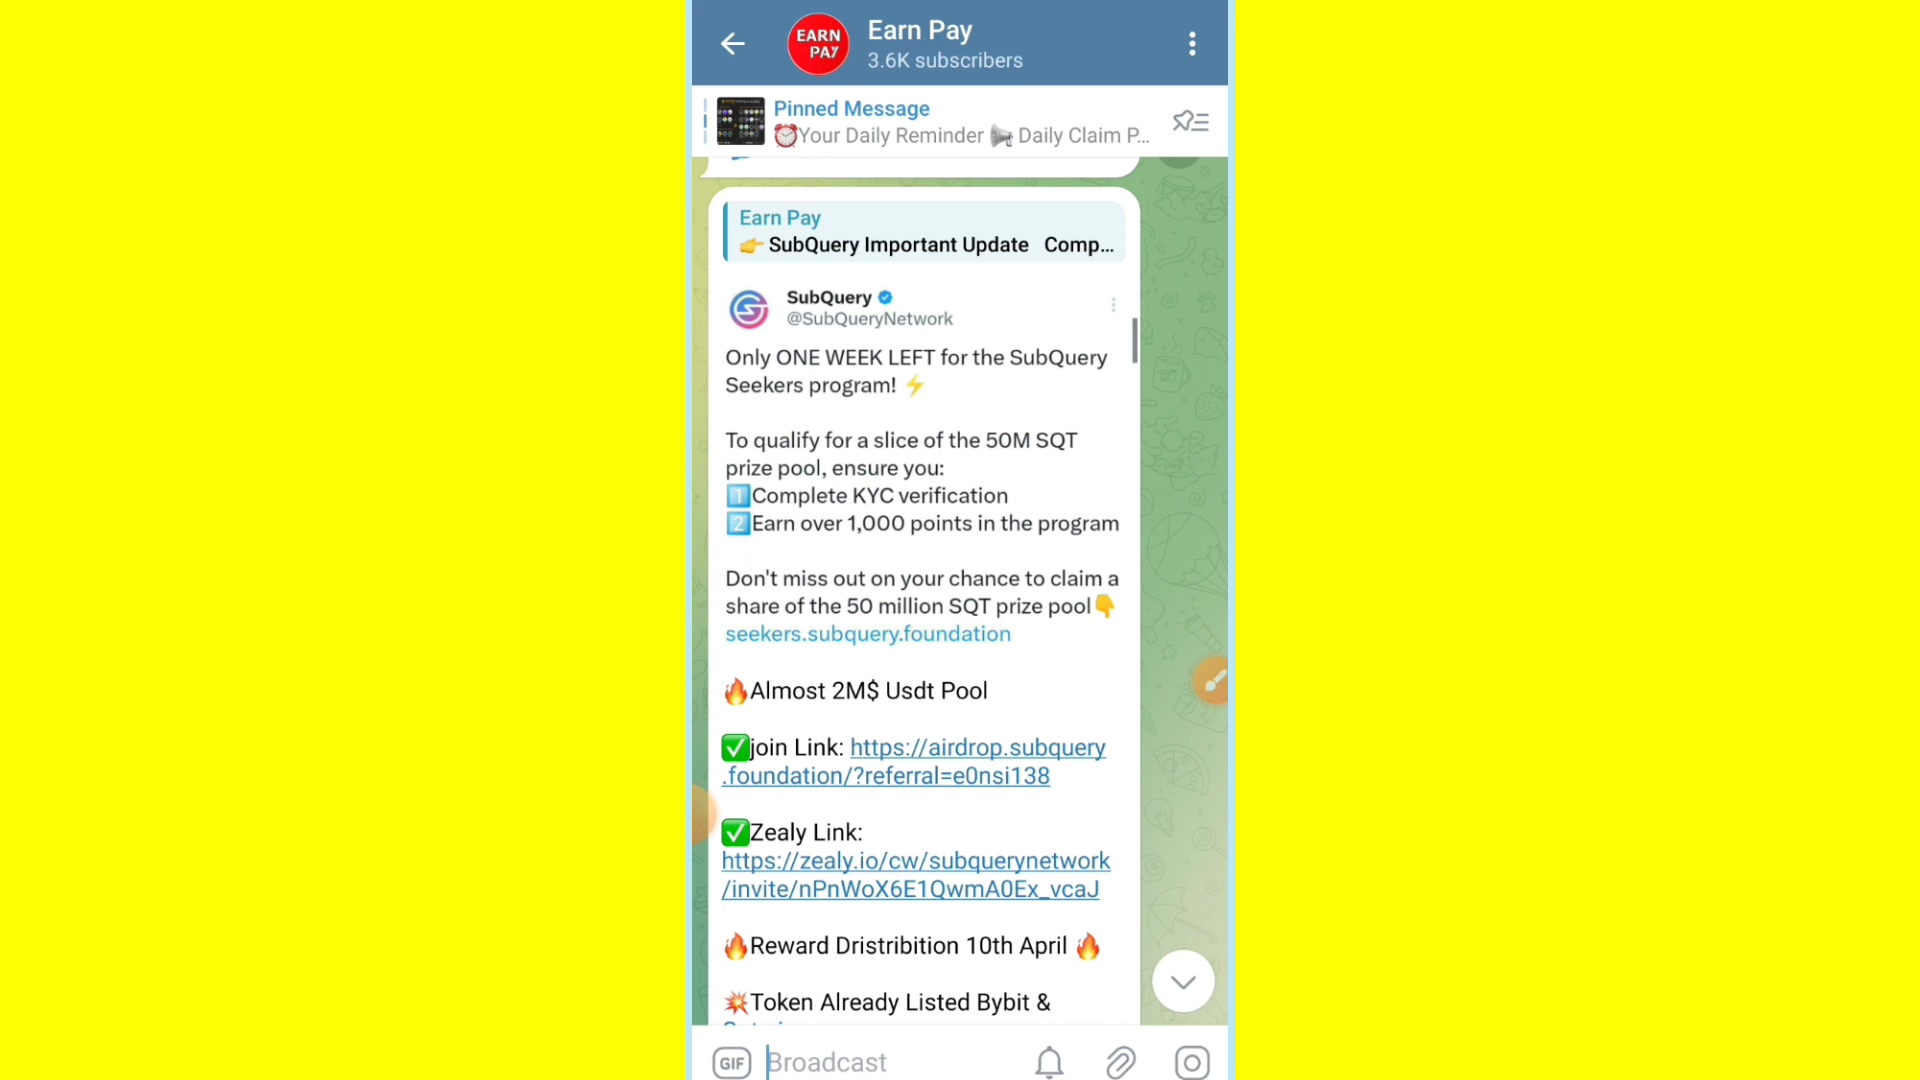 EARN
PAY
Earn Pay
3.6K subscribers
Pinned Message
⏰Your Daily Reminder 📢 Daily Claim P...
Earn Pay
👉 SubQuery Important Update Comp...
SubQuery
@SubQueryNetwork
Only ONE WEEK LEFT for the SubQuery
Seekers program! ⚡
To qualify for a slice of the 50M SQT
prize pool, ensure you:
1️⃣Complete KYC verification
2️⃣Earn over 1,000 points in the program
Don't miss out on your chance to claim a
share of the 50 million SQT prize pool👇
seekers.subquery.foundation
🔥Almost 2M$ Usdt Pool
✅join Link: https://airdrop.subquery
.foundation/?referral=e0nsi138
✅Zealy Link:
https://zealy.io/cw/subquerynetwork
/invite/nPnWoX6E1QwmA0Ex_vcaJ
🔥Reward Dristribition 10th April 🔥
💥Token Already Listed Bybit &
GIF Broadcast